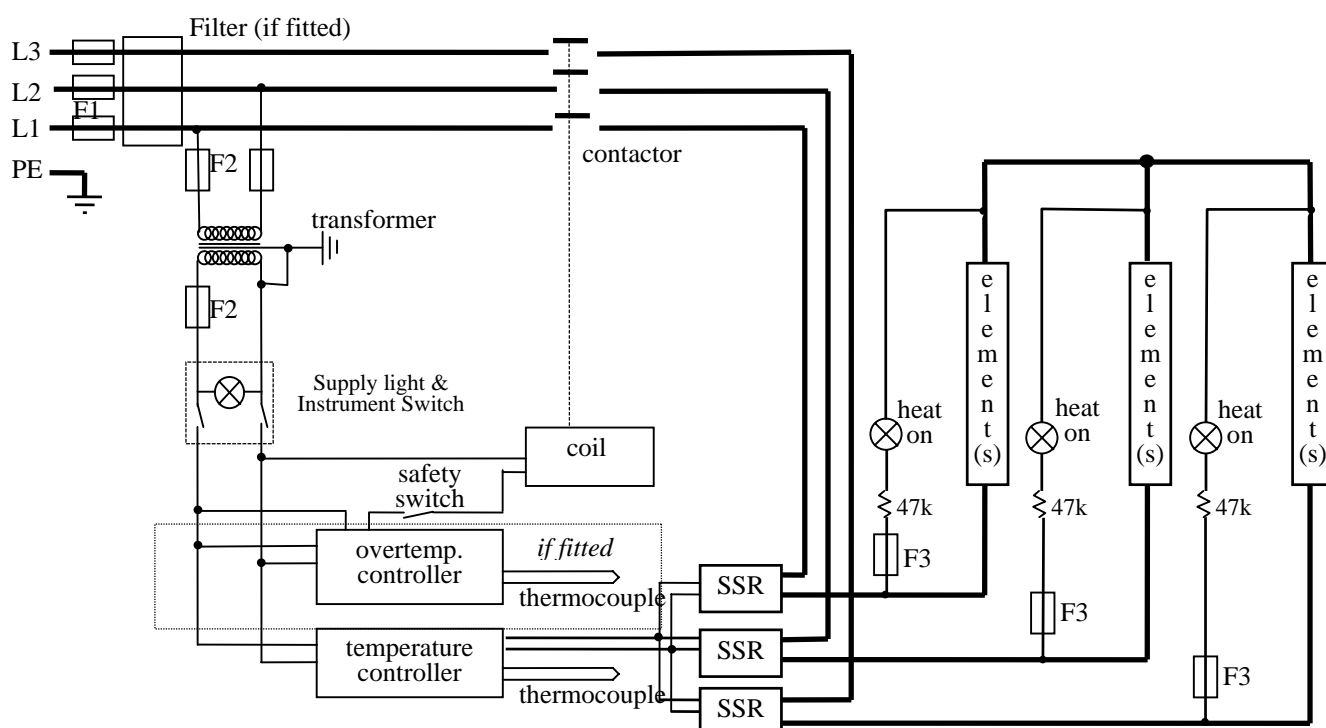 Filter (if fitted)
L3
L2
F1
L1
PE
F2
contactor
transformer
F2
Supply light &
Instrument Switch
coil
safety
switch
overtemp.
controller
if fitted
thermocouple
temperature
controller
thermocouple
SSR
SSR
SSR
heat
on
47k
F3
element(s)
heat
on
47k
F3
element(s)
heat
on
47k
F3
element(s)